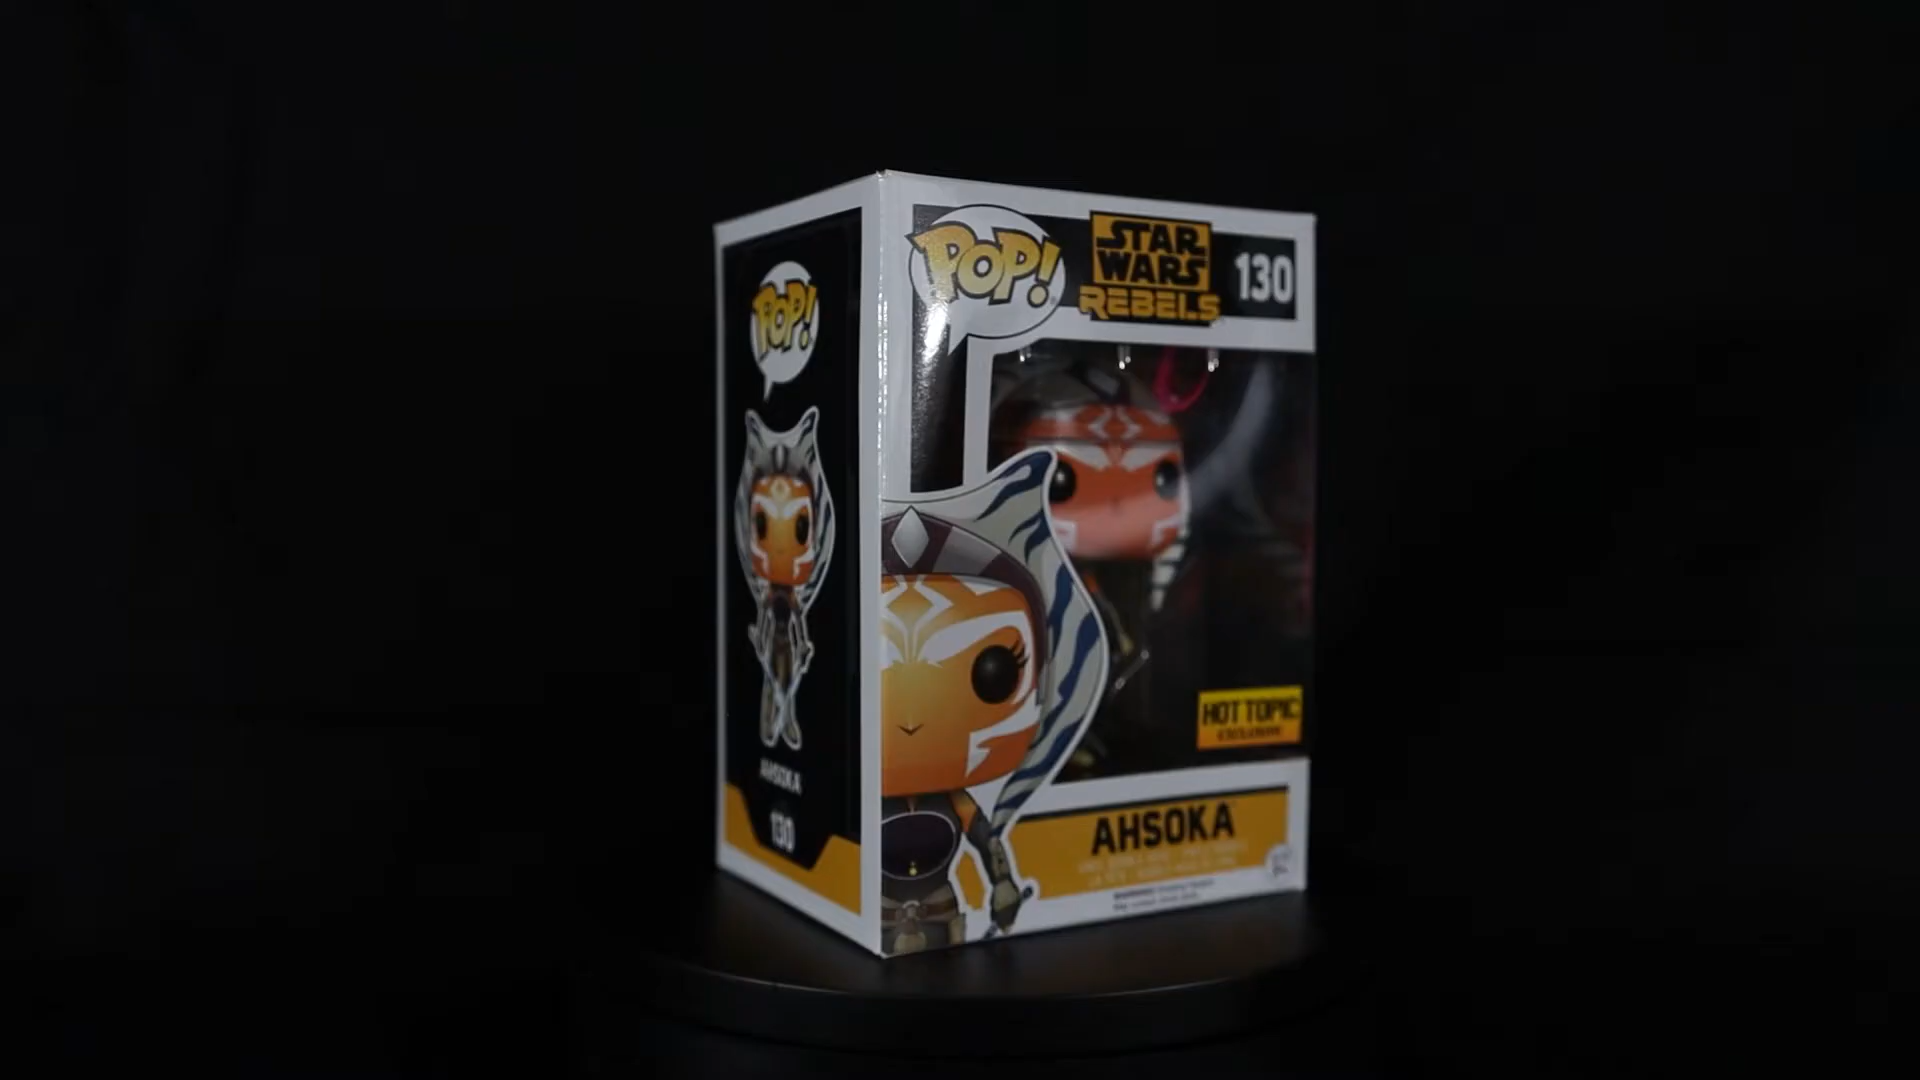 POP!
AHSOKA
130
POP!
STAR
WARS
REBELS
130
HOT TOPIC
EXCLUSIVE
AHSOKA